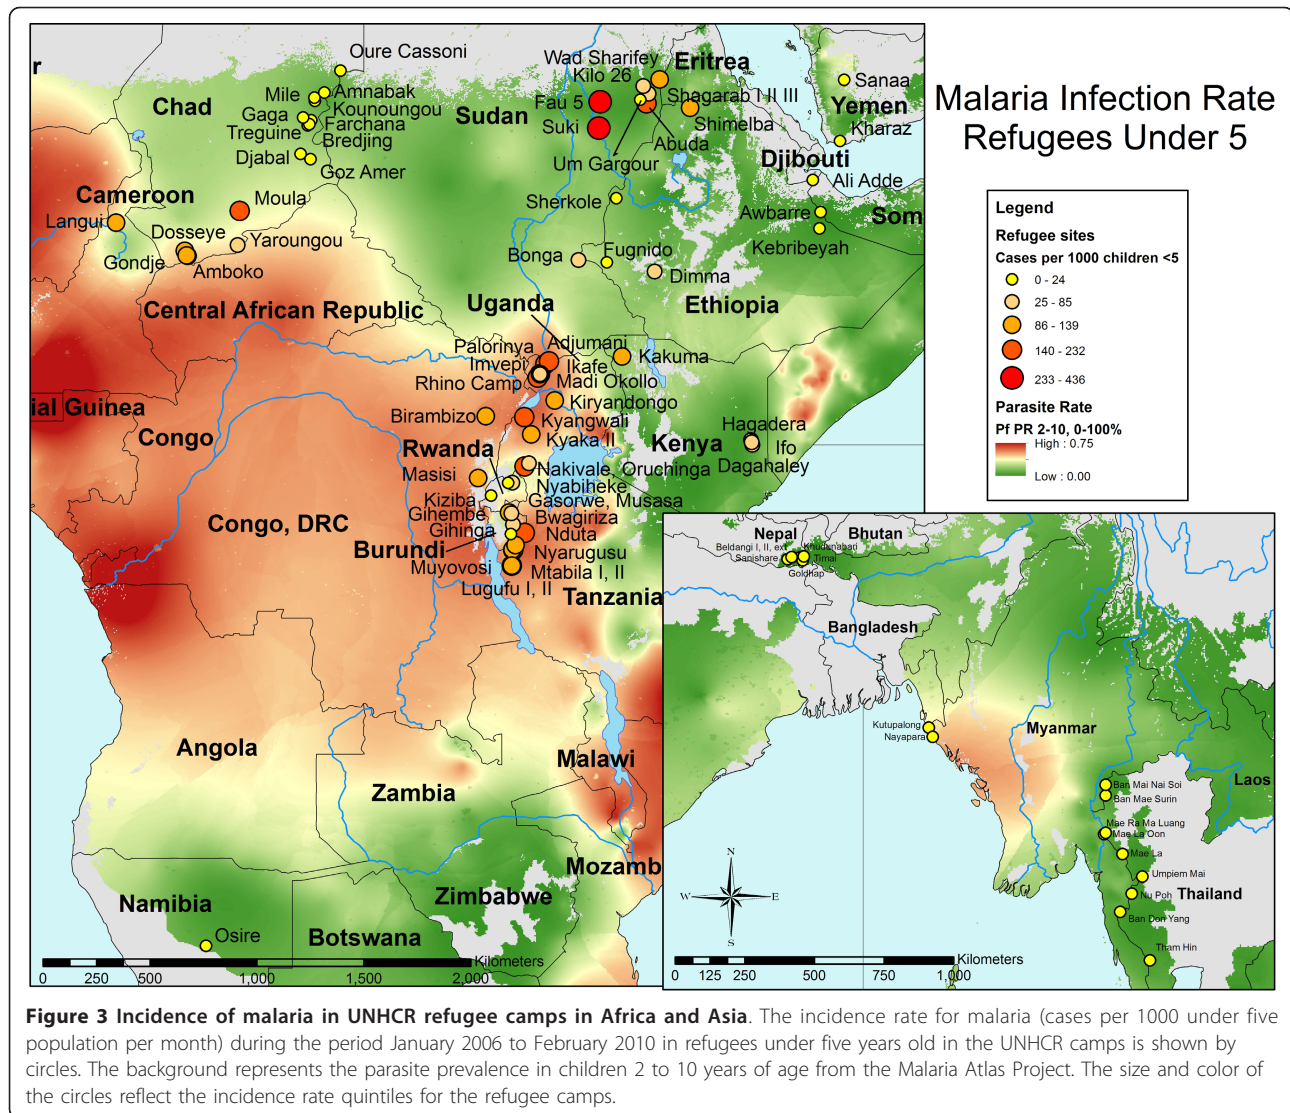 Oure Cassoni
Wad Sharifey
Kilo 26
Eritrea
r
Chad
Mile
Amnabak
Kounoungou
Gaga
Farchana
Treguine
Bredjing
Djabal
Goz Amer
Sudan
Fau 5
Suki
Shagarab I II III
Shimelba
Abuda
Um Gargour
Sanaa
Yemen
Kharaz
Djibouti
Ali Adde
Cameroon
Langui
Moula
Dosseye
Yaroungou
Gondje
Amboko
Sherkole
Awbarre
Som
Kebribeyah
Bonga
Fugnido
Dimma
Central African Republic
Uganda
Ethiopia
Palorinya
Adjumani
Imvepi
Ikafe
Kakuma
Rhino Camp
Madi Okollo
ial Guinea
Birambizo
Kiryandongo
Kyangwali
Hagadera
Congo
Kyaka II
Kenya
Ifo
Rwanda
Dagahaley
Masisi
Nakivale, Oruchinga
Nyabiheke
Kiziba
Gasorwe, Musasa
Gihembe
Bwagiriza
Congo, DRC
Gihinga
Nduta
Burundi
Nyarugusu
Muyovosi
Mtabila I, II
Lugufu I, II
Tanzania
Angola
Malawi
Zambia
Mozamb
Zimbabwe
Namibia
Osire
Botswana
Kilometers
0 250 500 1,000 1,500 2,000
Malaria Infection Rate
Refugees Under 5
Legend
Refugee sites
Cases per 1000 children <5
0 - 24
25 - 85
86 - 139
140 - 232
233 - 436
Parasite Rate
Pf PR 2-10, 0-100%
High : 0.75
Low : 0.00
Nepal
Bhutan
Beldangi I, II, ext
Khudunabari
Sanishare
Timai
Goldhap
Bangladesh
Kutupalong
Nayapara
Myanmar
Laos
Ban Mai Nai Soi
Ban Mae Surin
Mae Ra Ma Luang
Mae La Oon
Mae La
Umpiem Mai
Nu Poh
Thailand
Ban Don Yang
Tham Hin
N
W E
S
Kilometers
0 125 250 500 750 1,000
Figure 3 Incidence of malaria in UNHCR refugee camps in Africa and Asia. The incidence rate for malaria (cases per 1000 under five
population per month) during the period January 2006 to February 2010 in refugees under five years old in the UNHCR camps is shown by
circles. The background represents the parasite prevalence in children 2 to 10 years of age from the Malaria Atlas Project. The size and color of
the circles reflect the incidence rate quintiles for the refugee camps.